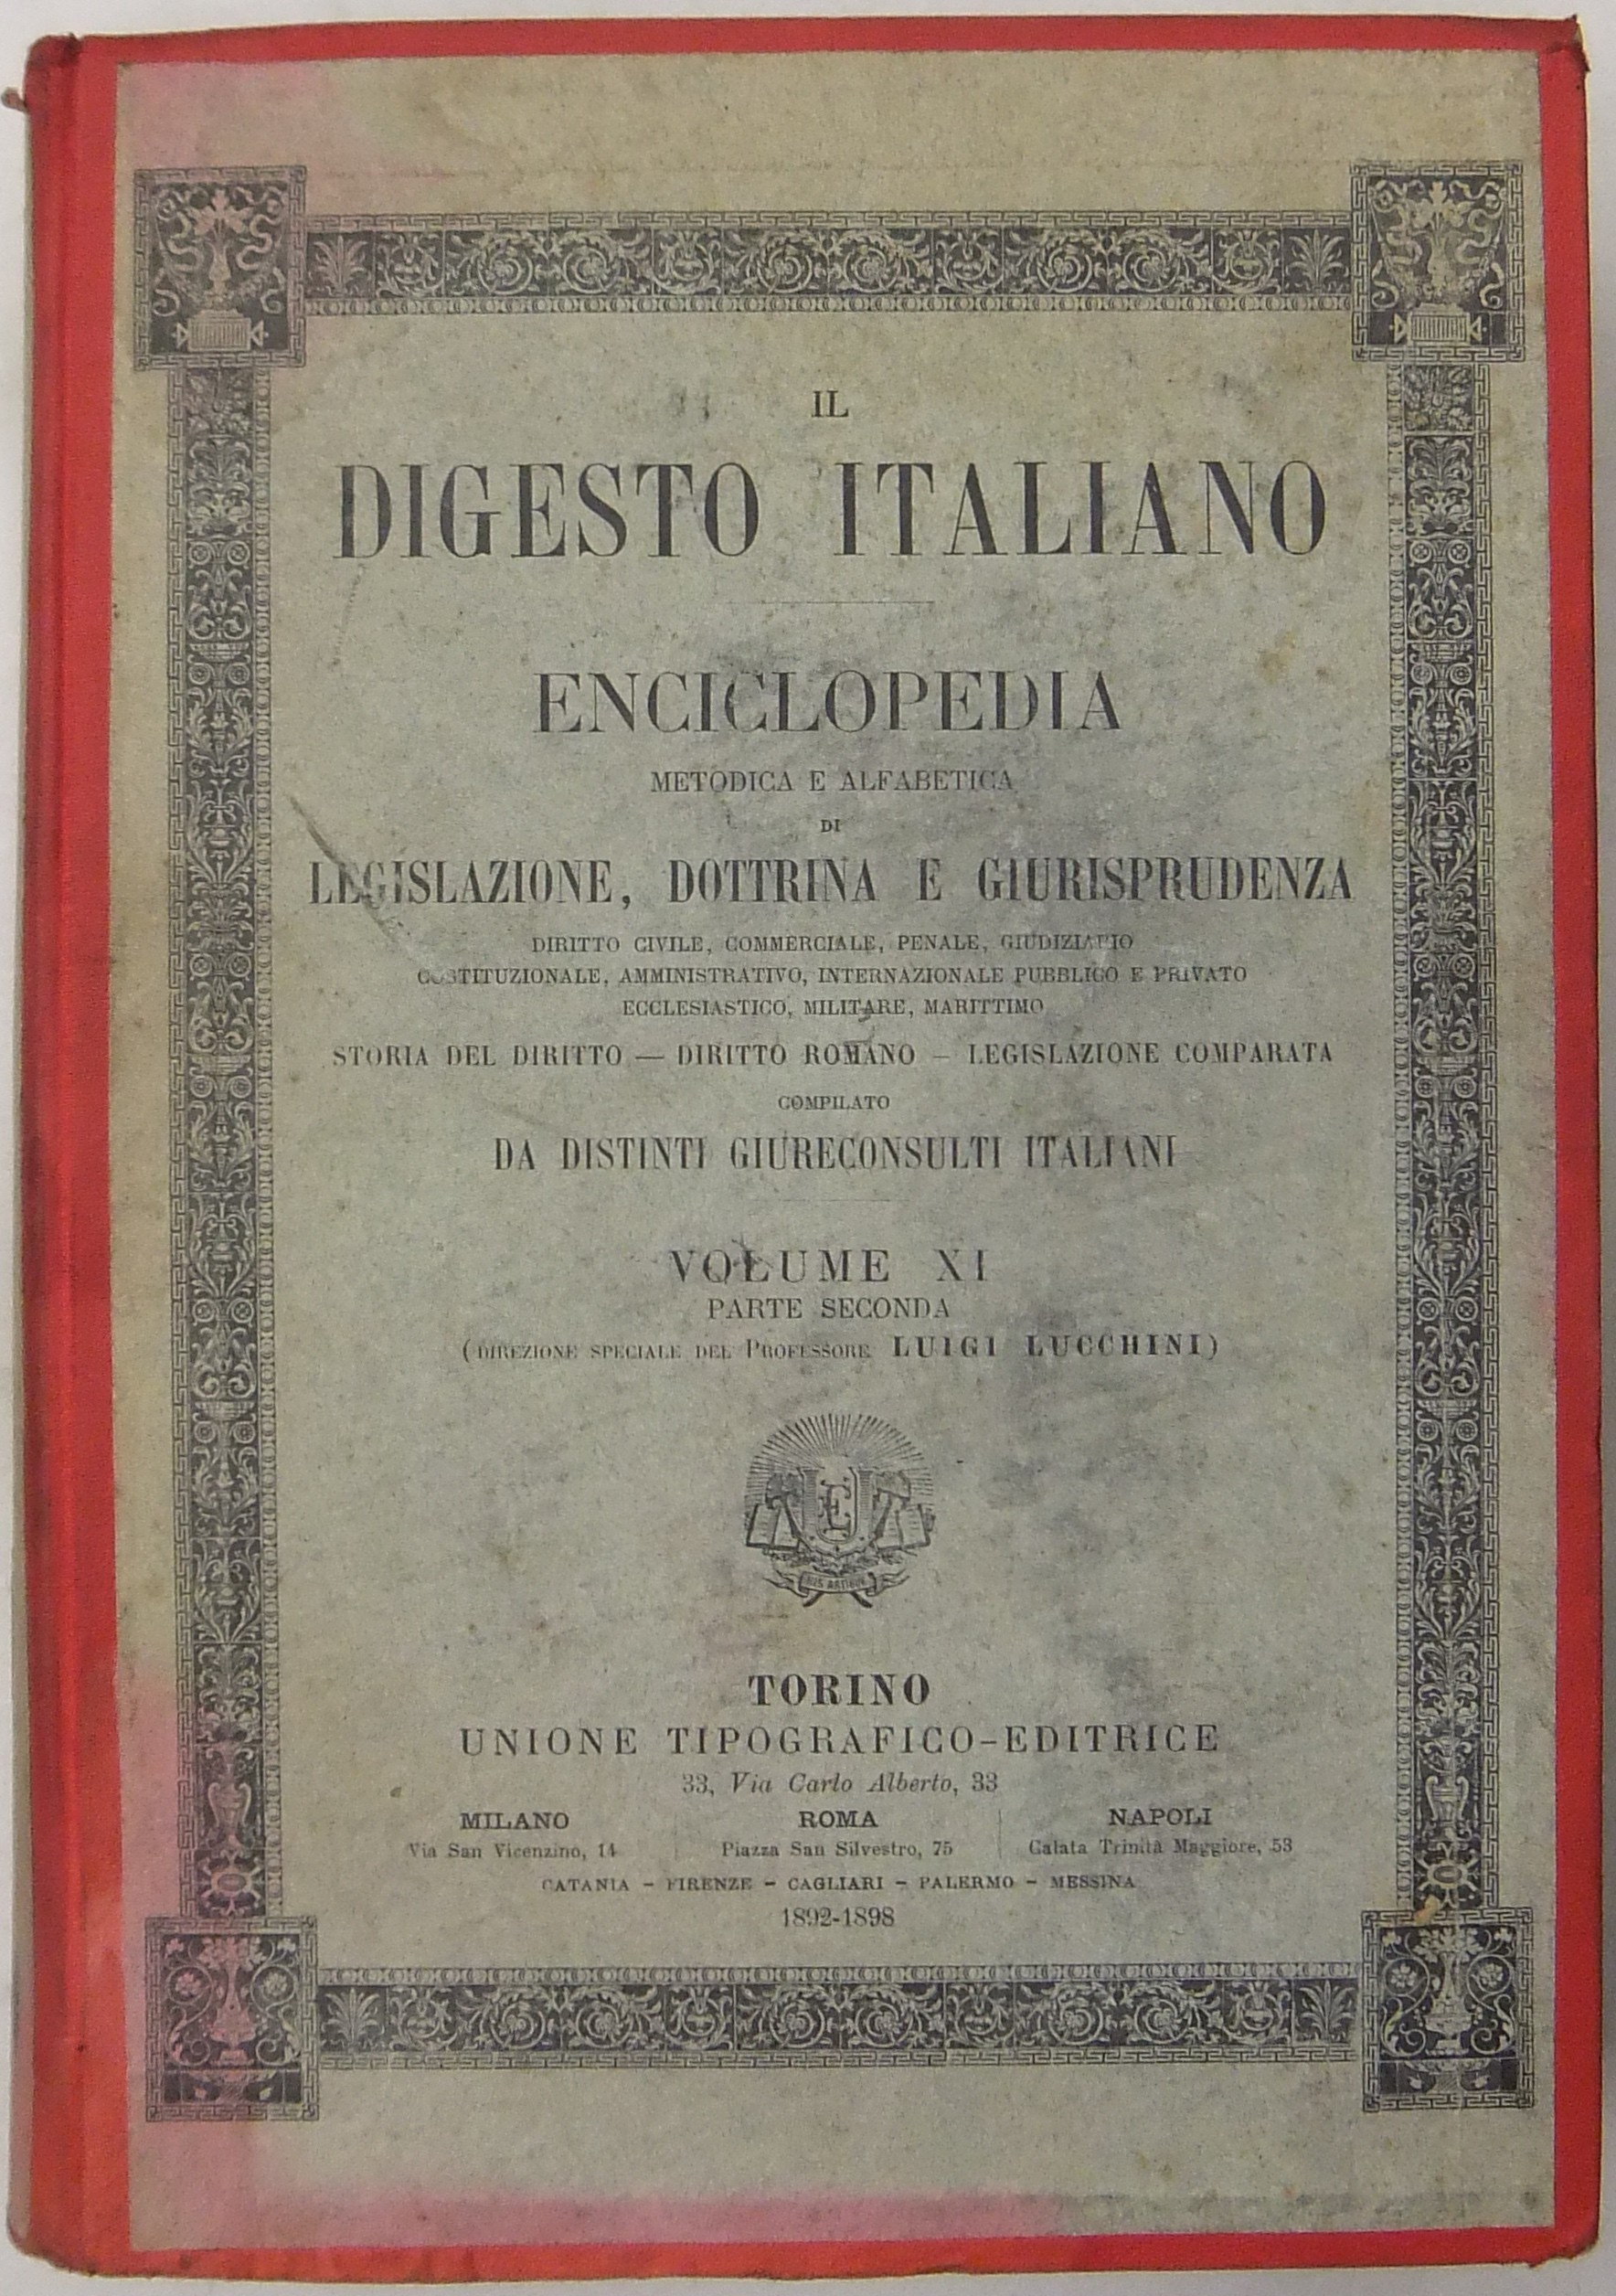 IL
DIGESTO ITALIANO
ENCICLOPEDIA
METODICA E ALFABETICA
DI
LEGISLAZIONE, DOTTRINA E GIURISPRUDENZA
DIRITTO CIVILE, COMMERCIALE, PENALE, GIUDIZIARIO
COSTITUZIONALE, AMMINISTRATIVO, INTERNAZIONALE PUBBLICO E PRIVATO
ECCLESIASTICO, MILITARE, MARITTIMO
STORIA DEL DIRITTO — DIRITTO ROMANO — LEGISLAZIONE COMPARATA
COMPILATO
DA DISTINTI GIURECONSULTI ITALIANI
VOLUME XI
PARTE SECONDA
(DIREZIONE SPECIALE DEL PROFESSORE LUIGI LUCCHINI)
TORINO
UNIONE TIPOGRAFICO-EDITRICE
33, Via Carlo Alberto, 33
MILANO ROMA NAPOLI
Via San Vicenzino, 14 Piazza San Silvestro, 75 Calata Trinità Maggiore, 53
CATANIA - FIRENZE - CAGLIARI - PALERMO - MESSINA
1892-1898